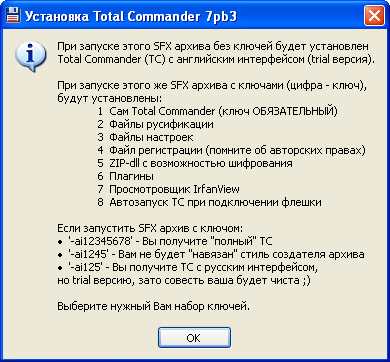 Установка Total Commander 7pb3
При запуске этого SFX архива без ключей будет установлен
Total Commander (TC) с английским интерфейсом (trial версия).
При запуске этого же SFX архива с ключами (цифра - ключ),
будут установлены:
1 Сам Total Commander (ключ ОБЯЗАТЕЛЬНЫЙ)
2 Файлы русификации
3 Файлы настроек
4 Файл регистрации (помните об авторских правах)
5 ZIP-dll с возможностью шифрования
6 Плагины
7 Просмотровщик IrfanView
8 Автозапуск ТС при подключении флешки
Если запустить SFX архив с ключом:
• '-ai12345678' - Вы получите "полный" TC
• '-ai1245' - Вам не будет "навязан" стиль создателя архива
• '-ai125' - Вы получите TC с русским интерфейсом,
но trial версию, зато совесть ваша будет чиста ;)
Выберите нужный Вам набор ключей.
OK